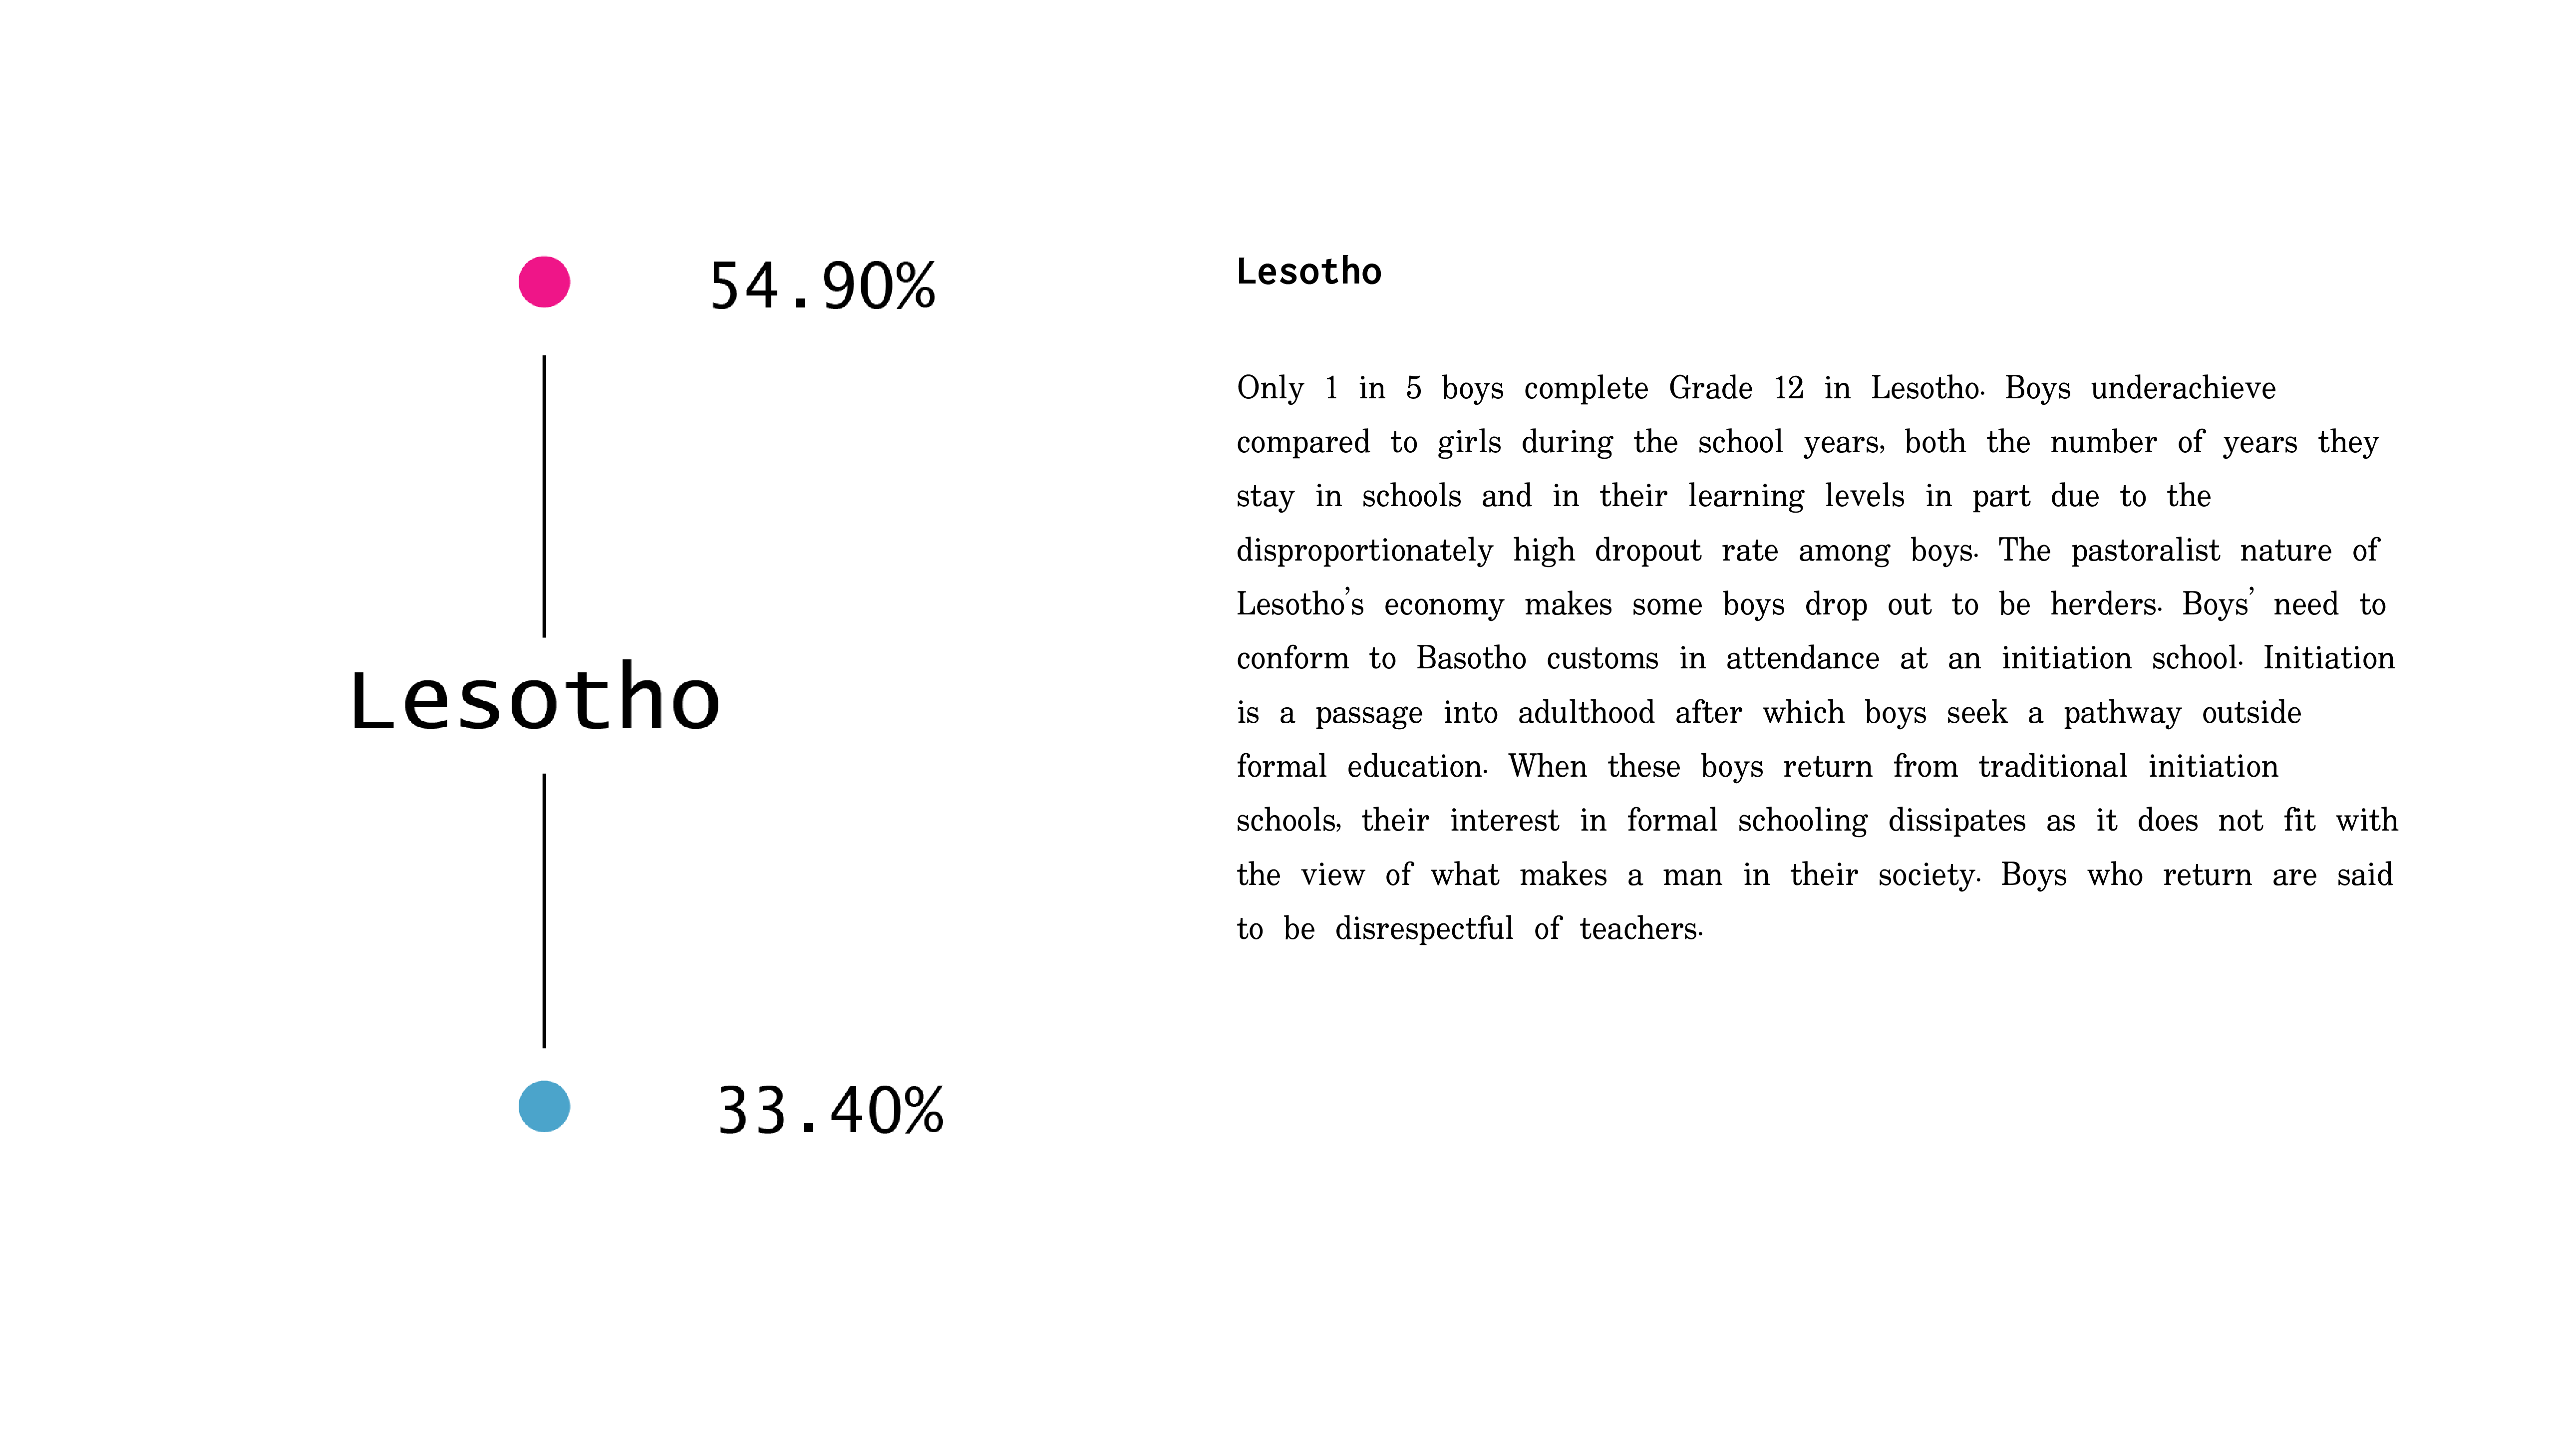 54.90%
Lesotho
33.40%
Lesotho
Only 1 in 5 boys complete Grade 12 in Lesotho. Boys underachieve
compared to girls during the school years, both the number of years they
stay in schools and in their learning levels in part due to the
disproportionately high dropout rate among boys. The pastoralist nature of
Lesotho's economy makes some boys drop out to be herders. Boys' need to
conform to Basotho customs in attendance at an initiation school. Initiation
is a passage into adulthood after which boys seek a pathway outside
formal education. When these boys return from traditional initiation
schools, their interest in formal schooling dissipates as it does not fit with
the view of what makes a man in their society. Boys who return are said
to be disrespectful of teachers.